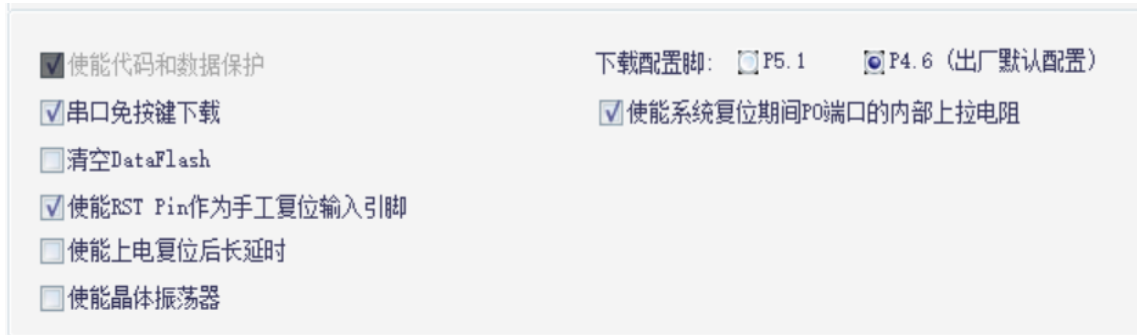 使能代码和数据保护 下载配置脚: P5.1 P4.6 (出厂默认配置)
串口免按键下载 使能系统复位期间P0端口的内部上拉电阻
清空DataFlash
使能RST Pin作为手工复位输入引脚
使能上电复位后长延时
使能晶体振荡器